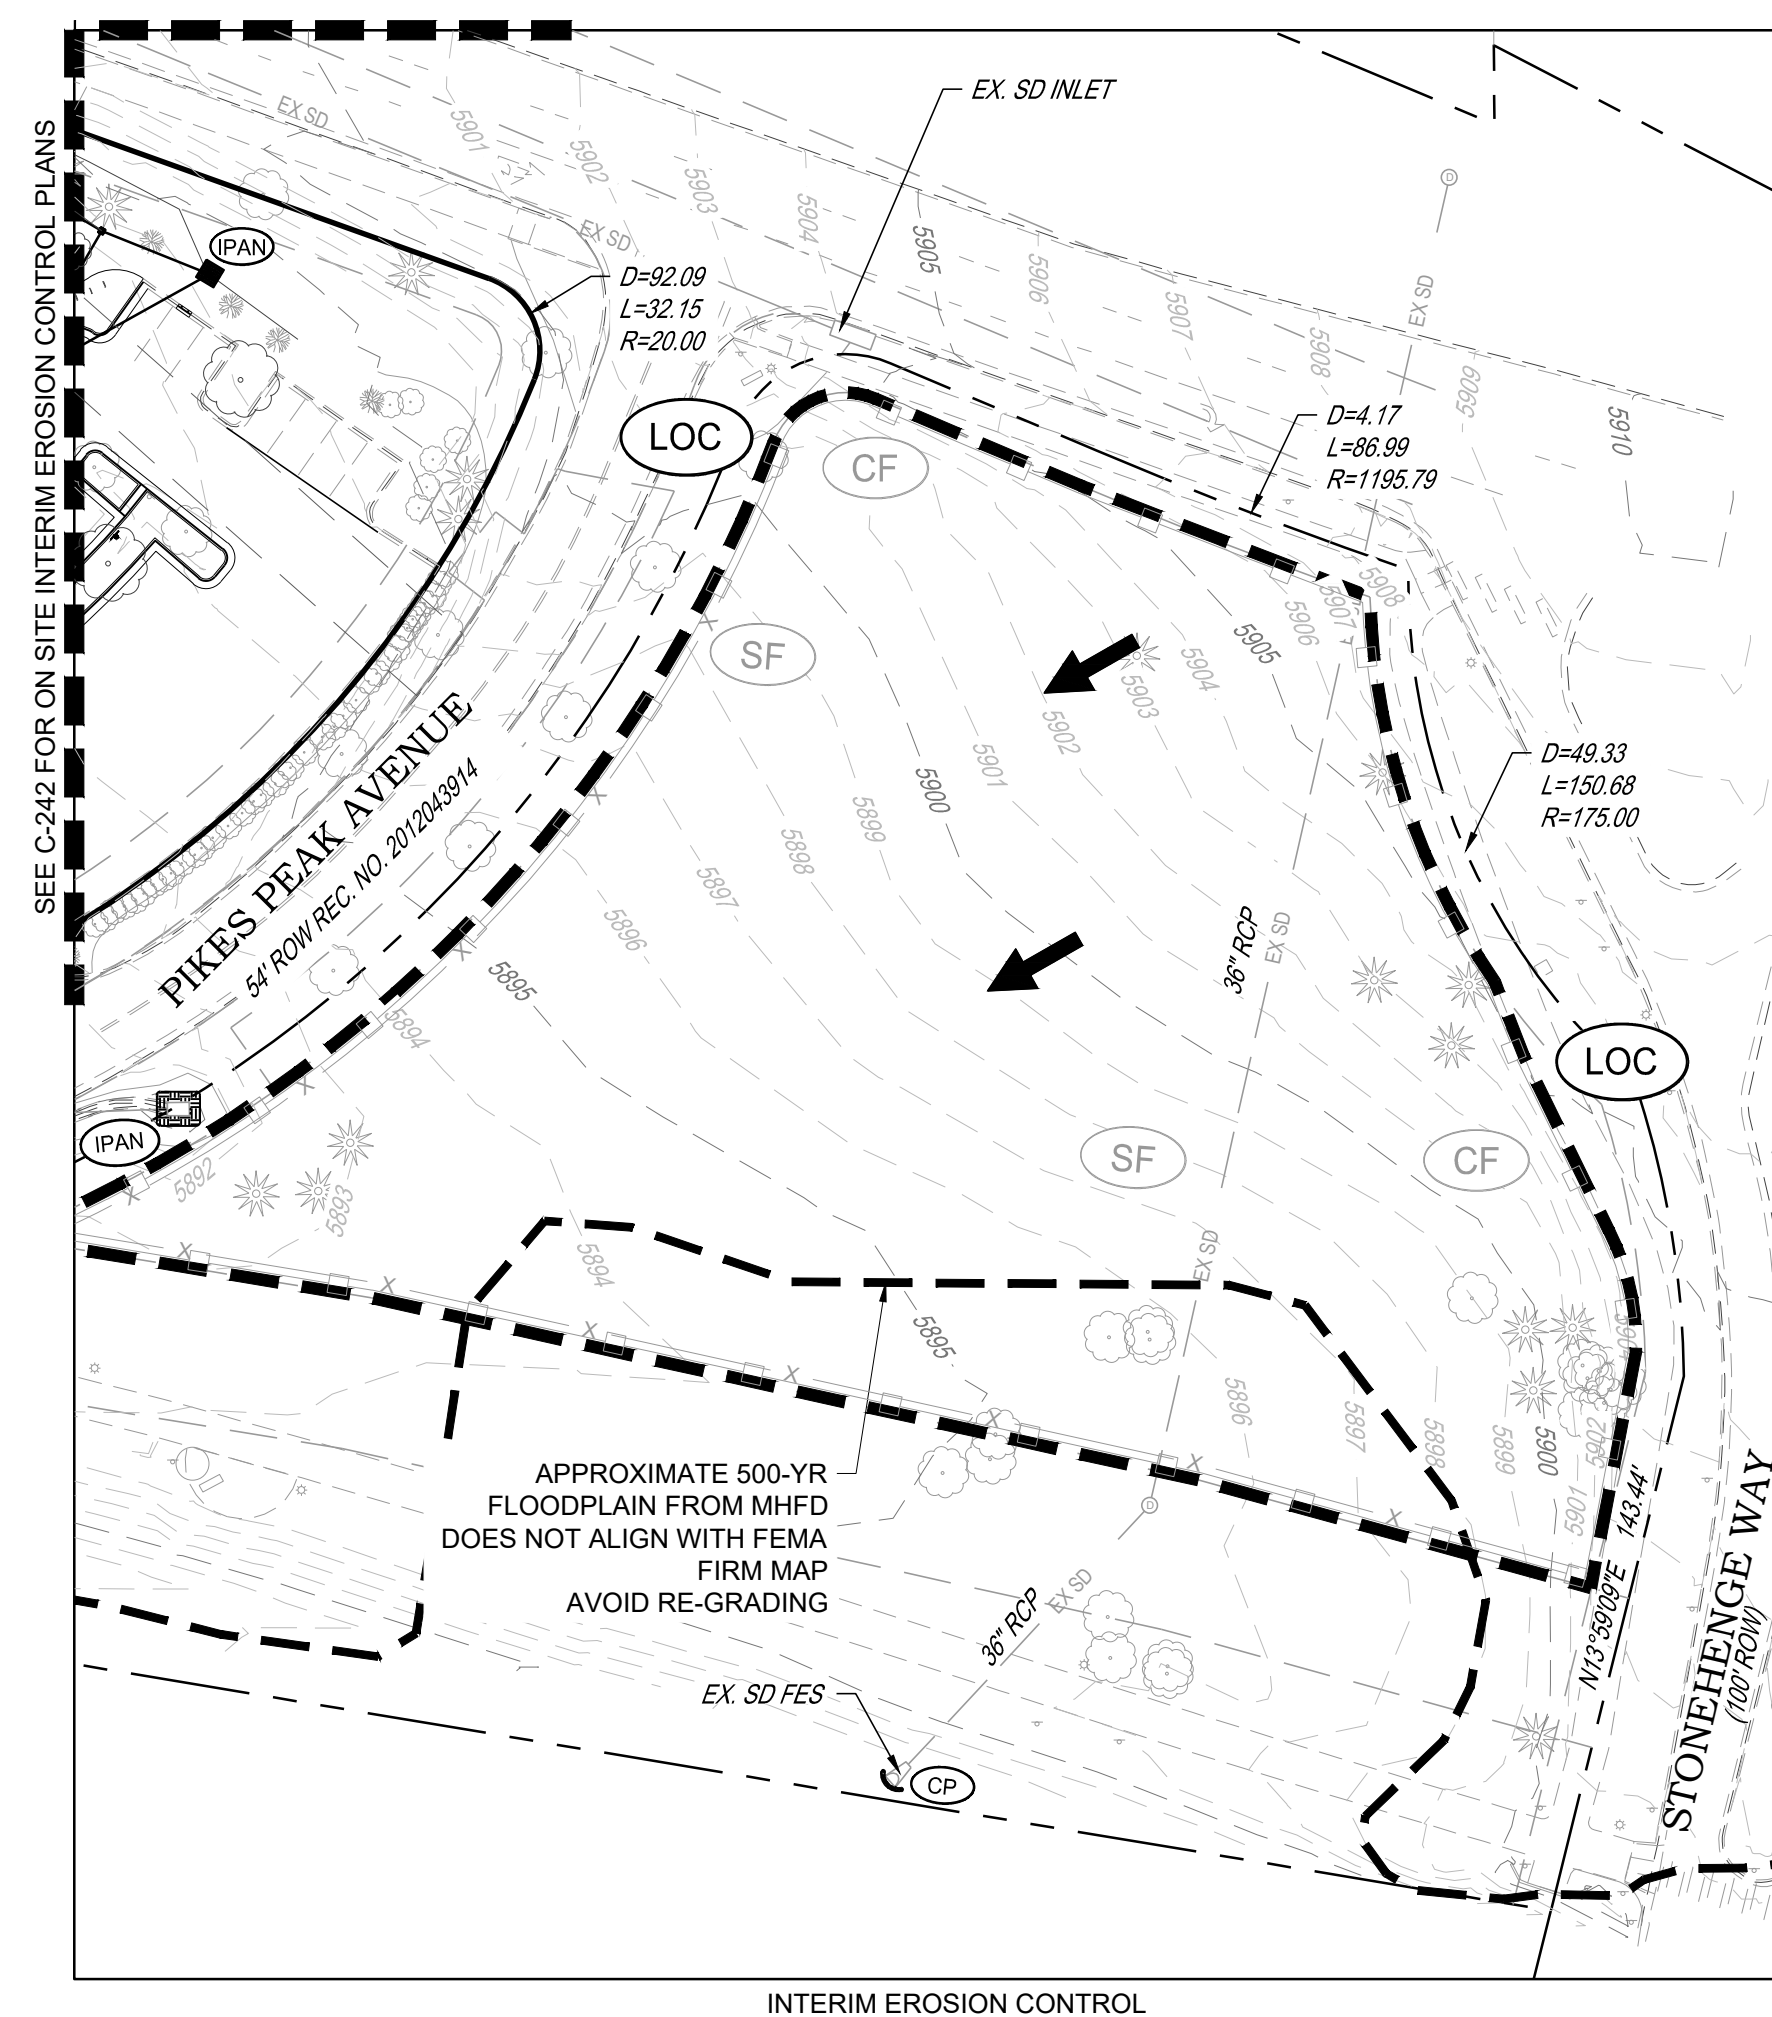 SEE C-242 FOR ON SITE INTERIM EROSION CONTROL PLANS
EX SD
5901
5902
5903
5904
5905
5906
5907
5908
5910
EX. SD INLET
EX SD
EX SD
IPAN
D=92.09
L=32.15
R=20.00
LOC
CF
D=4.17
L=86.99
R=1195.79
SF
5908
5907
5906
5905
5904
5903
5902
5901
5900
5899
5898
5897
5896
5895
5894
D=49.33
L=150.68
R=175.00
PIKES PEAK AVENUE
54' ROW REC. NO. 2012043914
36" RCP
EX SD
LOC
IPAN
5892
5893
SF
CF
5894
5895
EX SD
5896
5897
5898
5899
5900
5901
5902
APPROXIMATE 500-YR
FLOODPLAIN FROM MHFD
DOES NOT ALIGN WITH FEMA
FIRM MAP
AVOID RE-GRADING
N13°59'09"E 143.44'
STONEHENGE WAY
(100' ROW)
EX SD
36" RCP
EX. SD FES
CP
INTERIM EROSION CONTROL